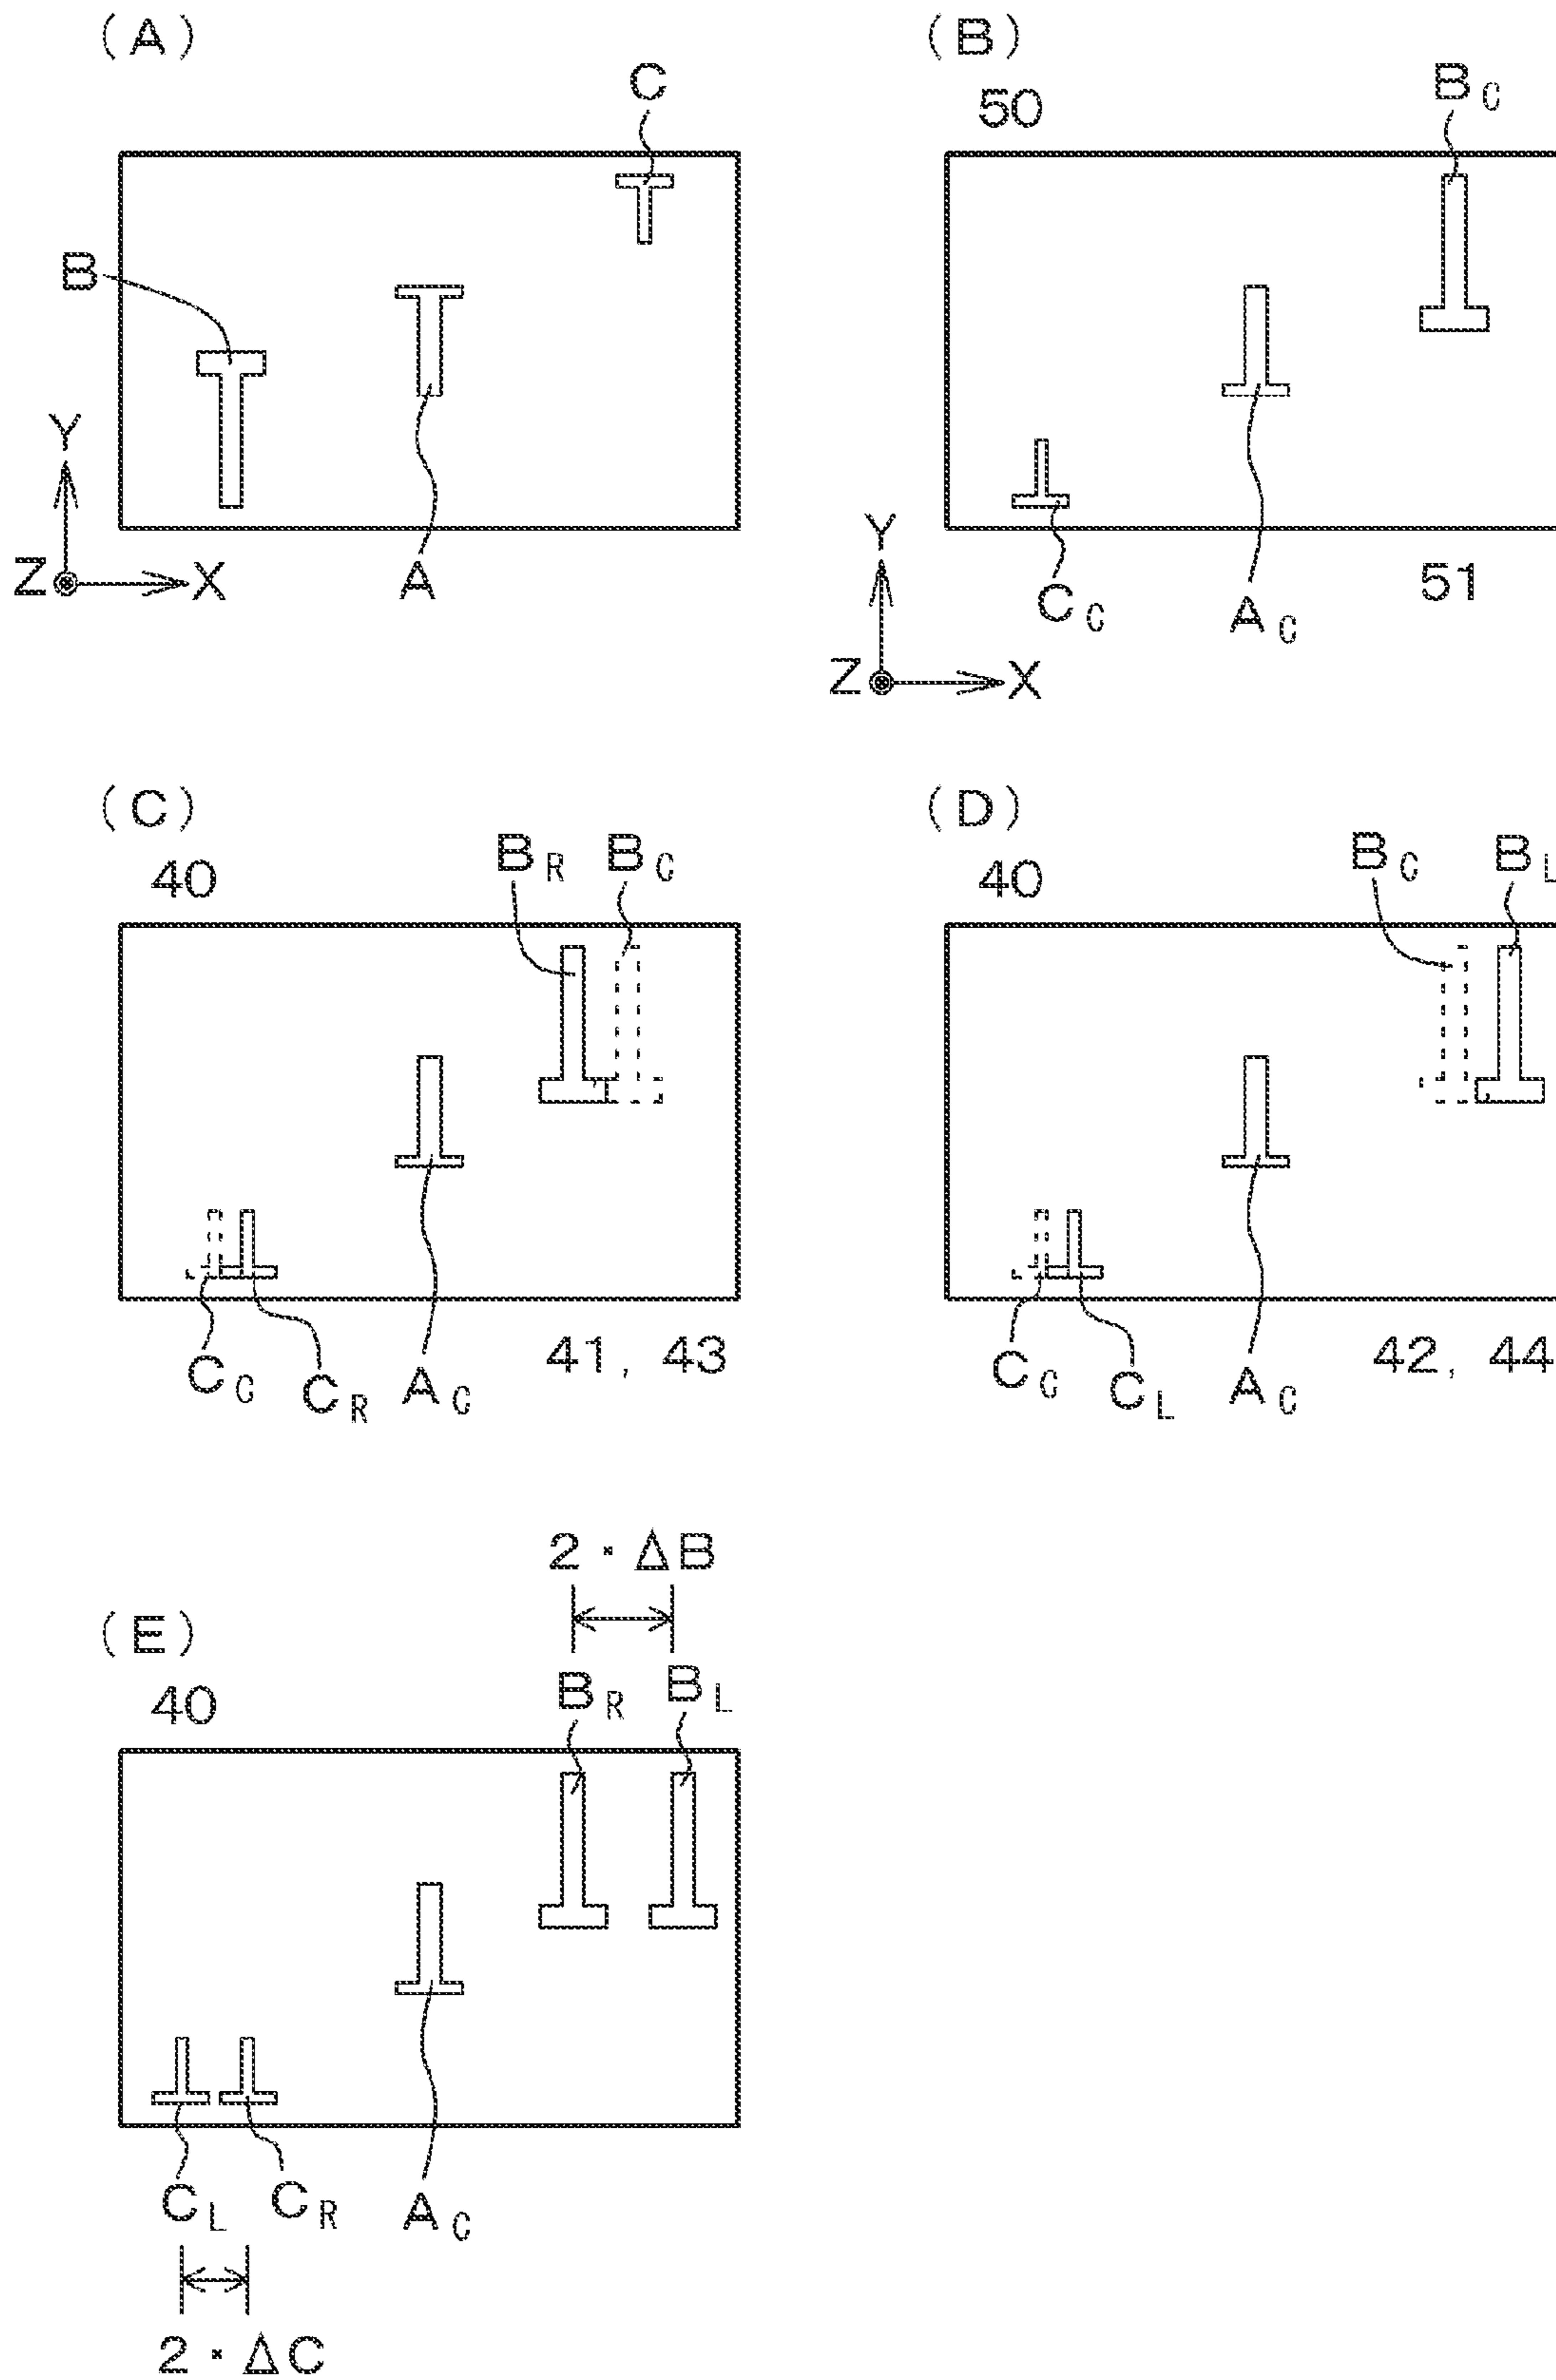 (A)
(B)
C
50
B_C
B
A
Y
Z
X
C_C
A_C
51
Y
Z
X
(C)
(D)
40
B_R
B_C
40
B_C
B_L
C_C
C_R
A_C
41, 43
C_C
C_L
A_C
42, 44
2・ΔB
(E)
40
B_R
B_L
C_L
C_R
A_C
2・ΔC